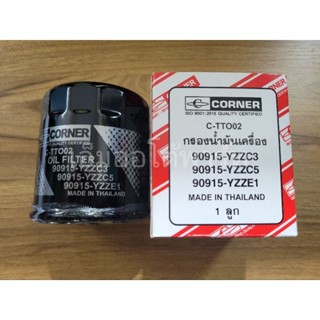 CORNER
C-TTO02
OIL FILTER
90915-YZZC3
90915-YZZC5
90915-YZZE1
MADE IN THAILAND
CORNER
ISO 9001:2015 QUALITY CERTIFIED
C-TTO02
กรองน้ำมันเครื่อง
90915-YZZC3
90915-YZZC5
90915-YZZE1
MADE IN THAILAND
1 ลูก